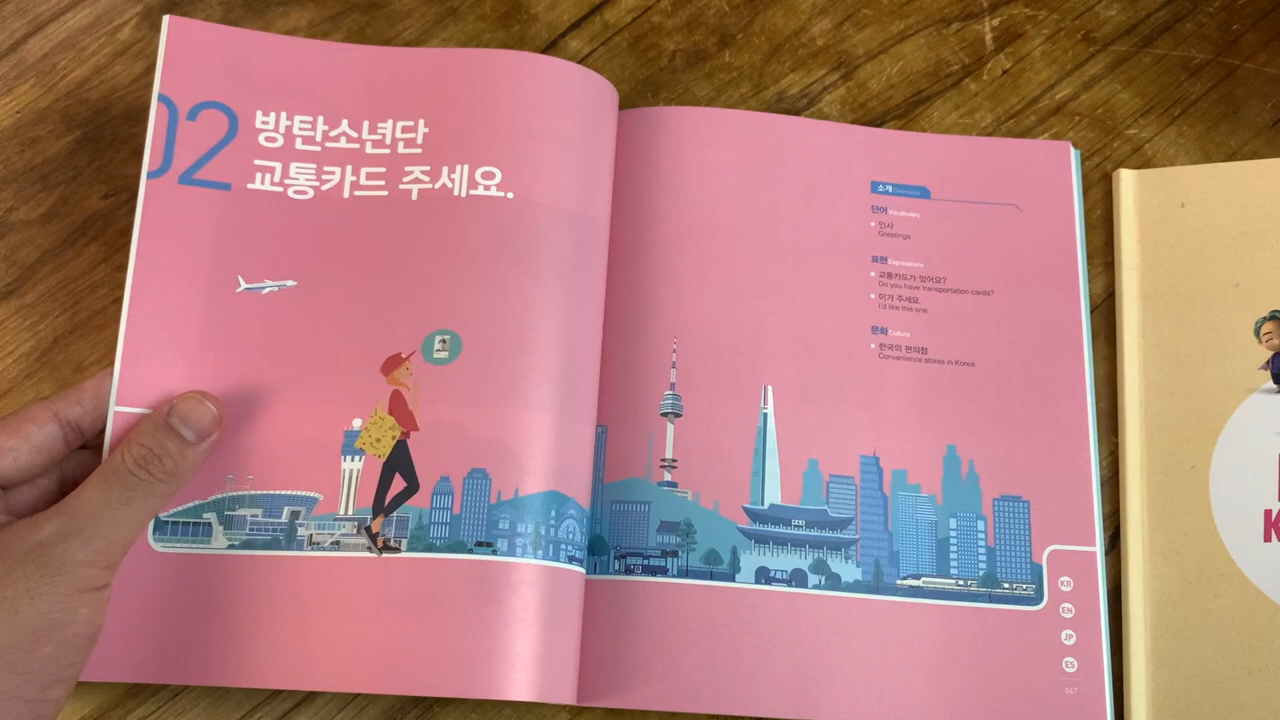 02
방탄소년단
교통카드 주세요.
소개 Overview
단어 Vocabulary
인사
Greetings
표현 Expressions
교통카드가 있어요?
Do you have transportation cards?
이거 주세요.
I'd like this one.
문화 Culture
한국의 편의점
Convenience stores in Korea
KR
EN
JP
ES
047
K